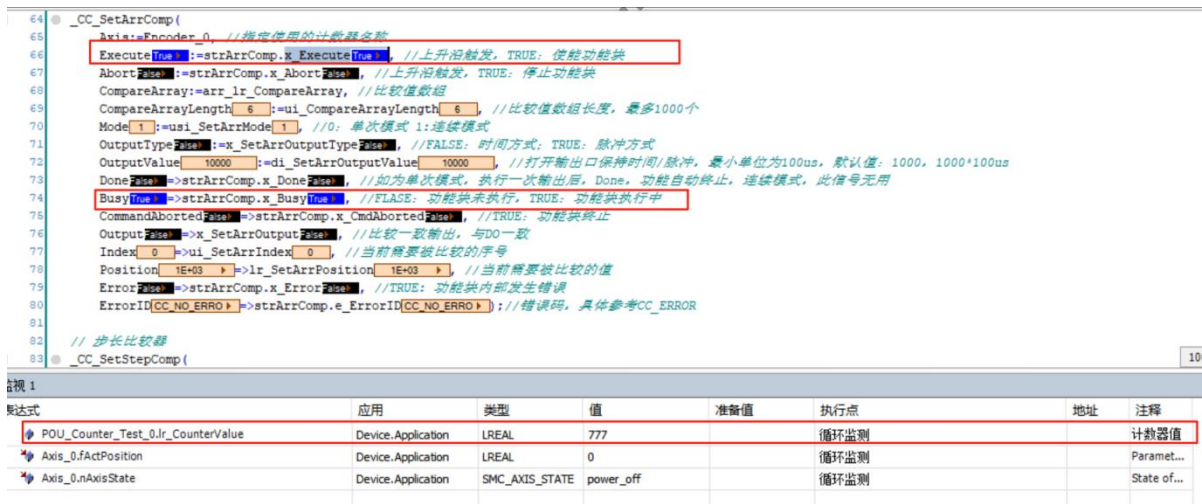 64 _CC_SetArrComp(
65 Axis:=Encoder_0, //指定使用的计数器名称
66 Execute True :=strArrComp.x_Execute True , //上升沿触发, TRUE: 使能功能块
67 Abort False :=strArrComp.x_Abort False , //上升沿触发, TRUE: 停止功能块
68 CompareArray:=arr_lr_CompareArray, //比较值数组
69 CompareArrayLength 6 :=ui_CompareArrayLength 6 , //比较值数组长度, 最多1000个
70 Mode 1 :=usi_SetArrMode 1 , //0: 单次模式 1:连续模式
71 OutputType False :=x_SetArrOutputType False , //FALSE: 时间方式; TRUE: 脉冲方式
72 OutputValue 10000 :=di_SetArrOutputValue 10000 , //打开输出口保持时间/脉冲, 最小单位为100us, 默认值: 1000, 1000*100us
73 Done False =>strArrComp.x_Done False , //如为单次模式, 执行一次输出后, Done, 功能自动终止, 连续模式, 此信号无用
74 Busy True =>strArrComp.x_Busy True , //FLASE: 功能块未执行, TRUE: 功能块执行中
75 CommandAborted False =>strArrComp.x_CmdAborted False , //TRUE: 功能块终止
76 Output False =>x_SetArrOutput False , //比较一致输出, 与DO一致
77 Index 0 =>ui_SetArrIndex 0 , //当前需要被比较的序号
78 Position 1E+03 =>lr_SetArrPosition 1E+03 , //当前需要被比较的值
79 Error False =>strArrComp.x_Error False , //TRUE: 功能块内部发生错误
80 ErrorID CC_NO_ERRO =>strArrComp.e_ErrorID CC_NO_ERRO );//错误码, 具体参考CC_ERROR
81
82 // 步长比较器
83 _CC_SetStepComp(
10
监视 1
表达式 应用 类型 值 准备值 执行点 地址 注释
POU_Counter_Test_0.lr_CounterValue Device.Application LREAL 777 循环监测 计数器值
Axis_0.fActPosition Device.Application LREAL 0 循环监测 Paramet...
Axis_0.nAxisState Device.Application SMC_AXIS_STATE power_off 循环监测 State of...